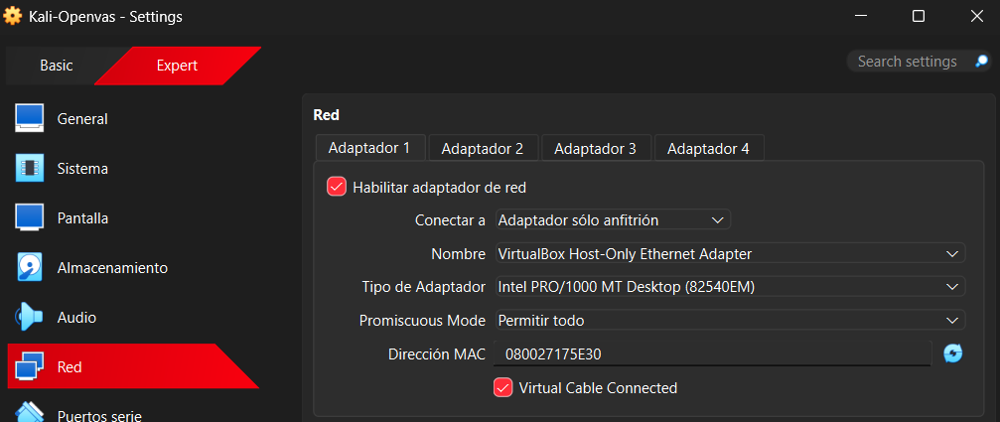 Kali-Openvas - Settings
Basic Expert Search settings
General
Sistema
Pantalla
Almacenamiento
Audio
Red
Puertos serie
Red
Adaptador 1 Adaptador 2 Adaptador 3 Adaptador 4
Habilitar adaptador de red
Conectar a Adaptador sólo anfitrión
Nombre VirtualBox Host-Only Ethernet Adapter
Tipo de Adaptador Intel PRO/1000 MT Desktop (82540EM)
Promiscuous Mode Permitir todo
Dirección MAC 080027175E30
Virtual Cable Connected